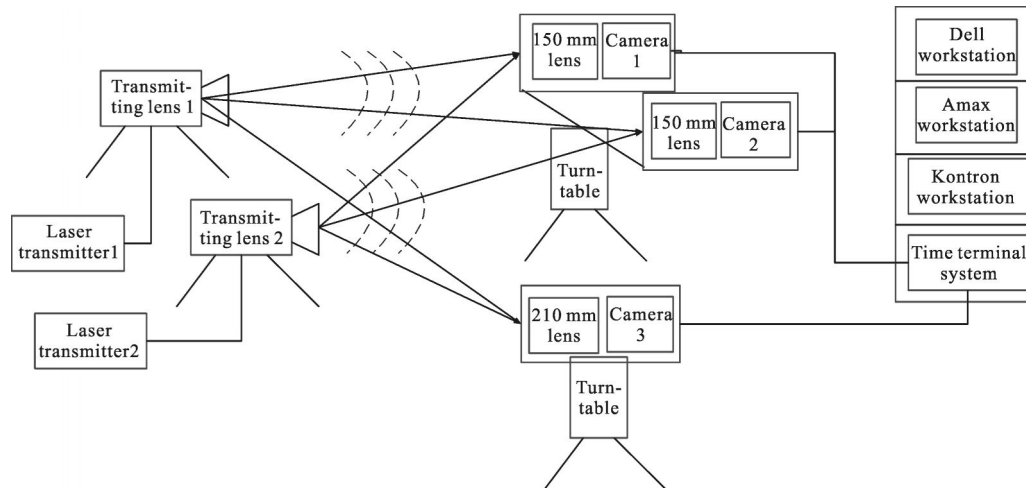 Transmit-
ting lens 1
Laser
transmitter1
Transmit-
ting lens 2
Laser
transmitter2
150 mm
lens
Camera
1
150 mm
lens
Camera
2
Turn-
table
210 mm
lens
Camera
3
Turn-
table
Dell
workstation
Amax
workstation
Kontron
workstation
Time terminal
system